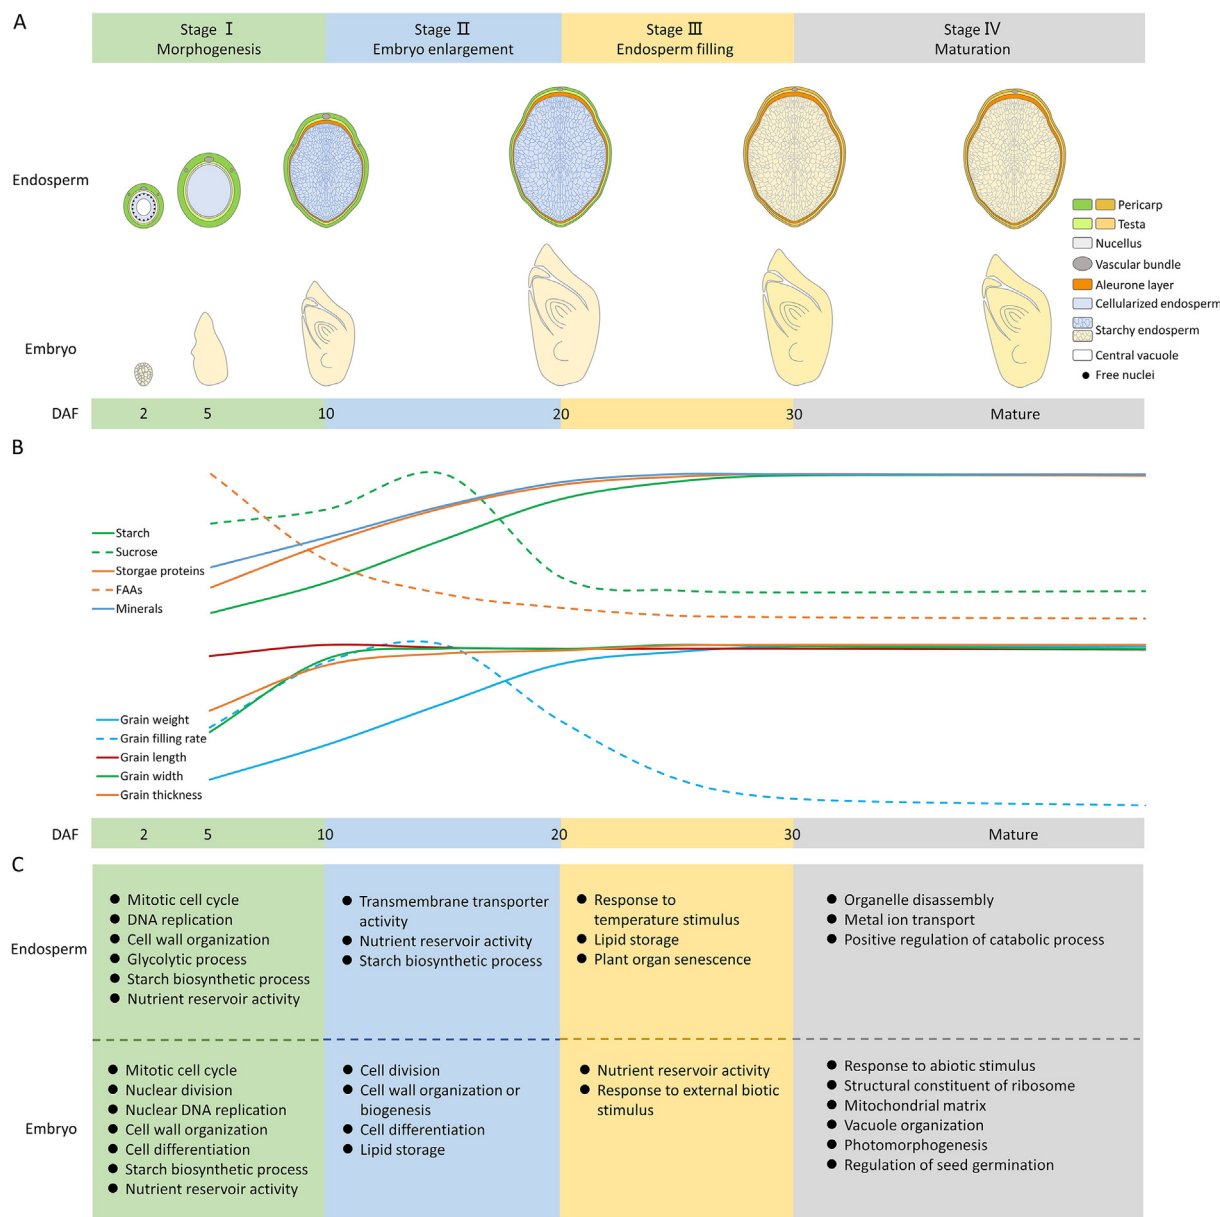 A
Stage Ⅰ
Morphogenesis
Stage Ⅱ
Embryo enlargement
Stage Ⅲ
Endosperm filling
Stage Ⅳ
Maturation
Endosperm
Embryo
Pericarp
Testa
Nucellus
Vascular bundle
Aleurone layer
Cellularized endosperm
Starchy endosperm
Central vacuole
Free nuclei
DAF 2 5 10 20 30 Mature
B
Starch
Sucrose
Storgae proteins
FAAs
Minerals
Grain weight
Grain filling rate
Grain length
Grain width
Grain thickness
DAF 2 5 10 20 30 Mature
C
Endosperm
● Mitotic cell cycle
● DNA replication
● Cell wall organization
● Glycolytic process
● Starch biosynthetic process
● Nutrient reservoir activity
● Transmembrane transporter
activity
● Nutrient reservoir activity
● Starch biosynthetic process
● Response to
temperature stimulus
● Lipid storage
● Plant organ senescence
● Organelle disassembly
● Metal ion transport
● Positive regulation of catabolic process
Embryo
● Mitotic cell cycle
● Nuclear division
● Nuclear DNA replication
● Cell wall organization
● Cell differentiation
● Starch biosynthetic process
● Nutrient reservoir activity
● Cell division
● Cell wall organization or
biogenesis
● Cell differentiation
● Lipid storage
● Nutrient reservoir activity
● Response to external biotic
stimulus
● Response to abiotic stimulus
● Structural constituent of ribosome
● Mitochondrial matrix
● Vacuole organization
● Photomorphogenesis
● Regulation of seed germination